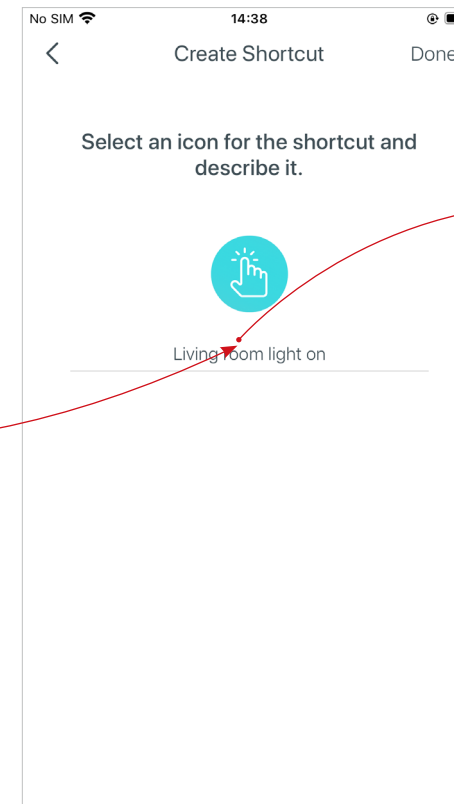 No SIM 14:38
Create Shortcut Done
Select an icon for the shortcut and
describe it.
Living room light on